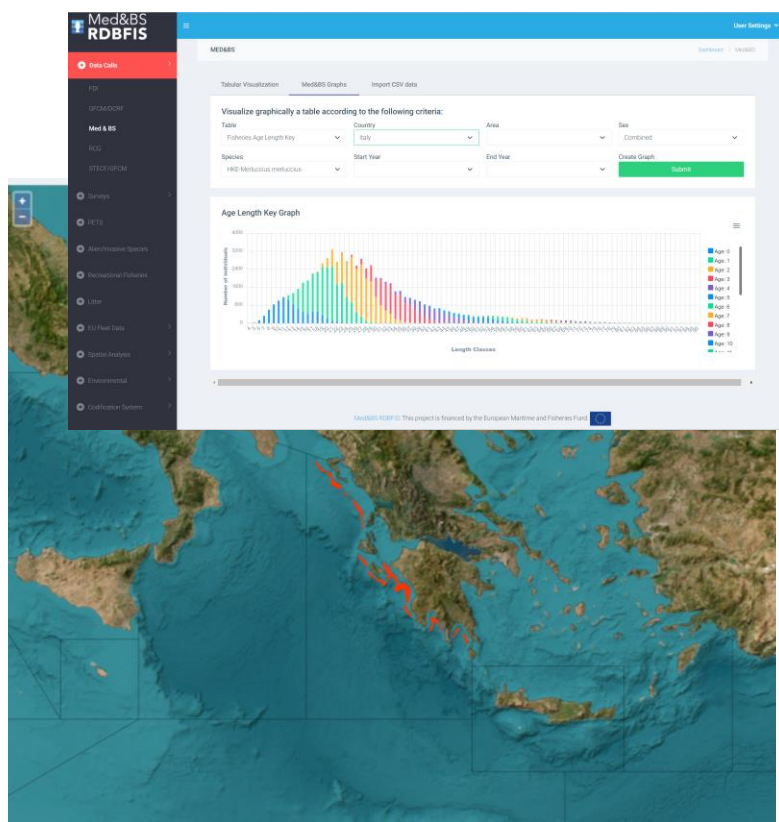 Med&BS
RDBFIS
User Settings
MED&BS
Dashboard / Med&BS
Data Calls
FDI
GFCM/DCRF
Med & BS
RCG
STECF/GFCM
Surveys
PETS
Alien/Invasive Species
Recreational Fisheries
Litter
EU Fleet Data
Spatial Analysis
Environmental
Codification System
Tabular Visualization Med&BS Graphs Import CSV data
Visualize graphically a table according to the following criteria:
Table Country Area Sex
Fisheries Age Length Key Italy Combined
Species Start Year End Year Create Graph
HKE-Merluccius merluccius Submit
Age Length Key Graph
Number of Individuals
Age: 0
Age: 1
Age: 2
Age: 3
Age: 4
Age: 5
Age: 6
Age: 7
Age: 8
Age: 9
Age: 10
Length Classes
Med&BS RDBFIS This project is financed by the European Maritime and Fisheries Fund.
+
-